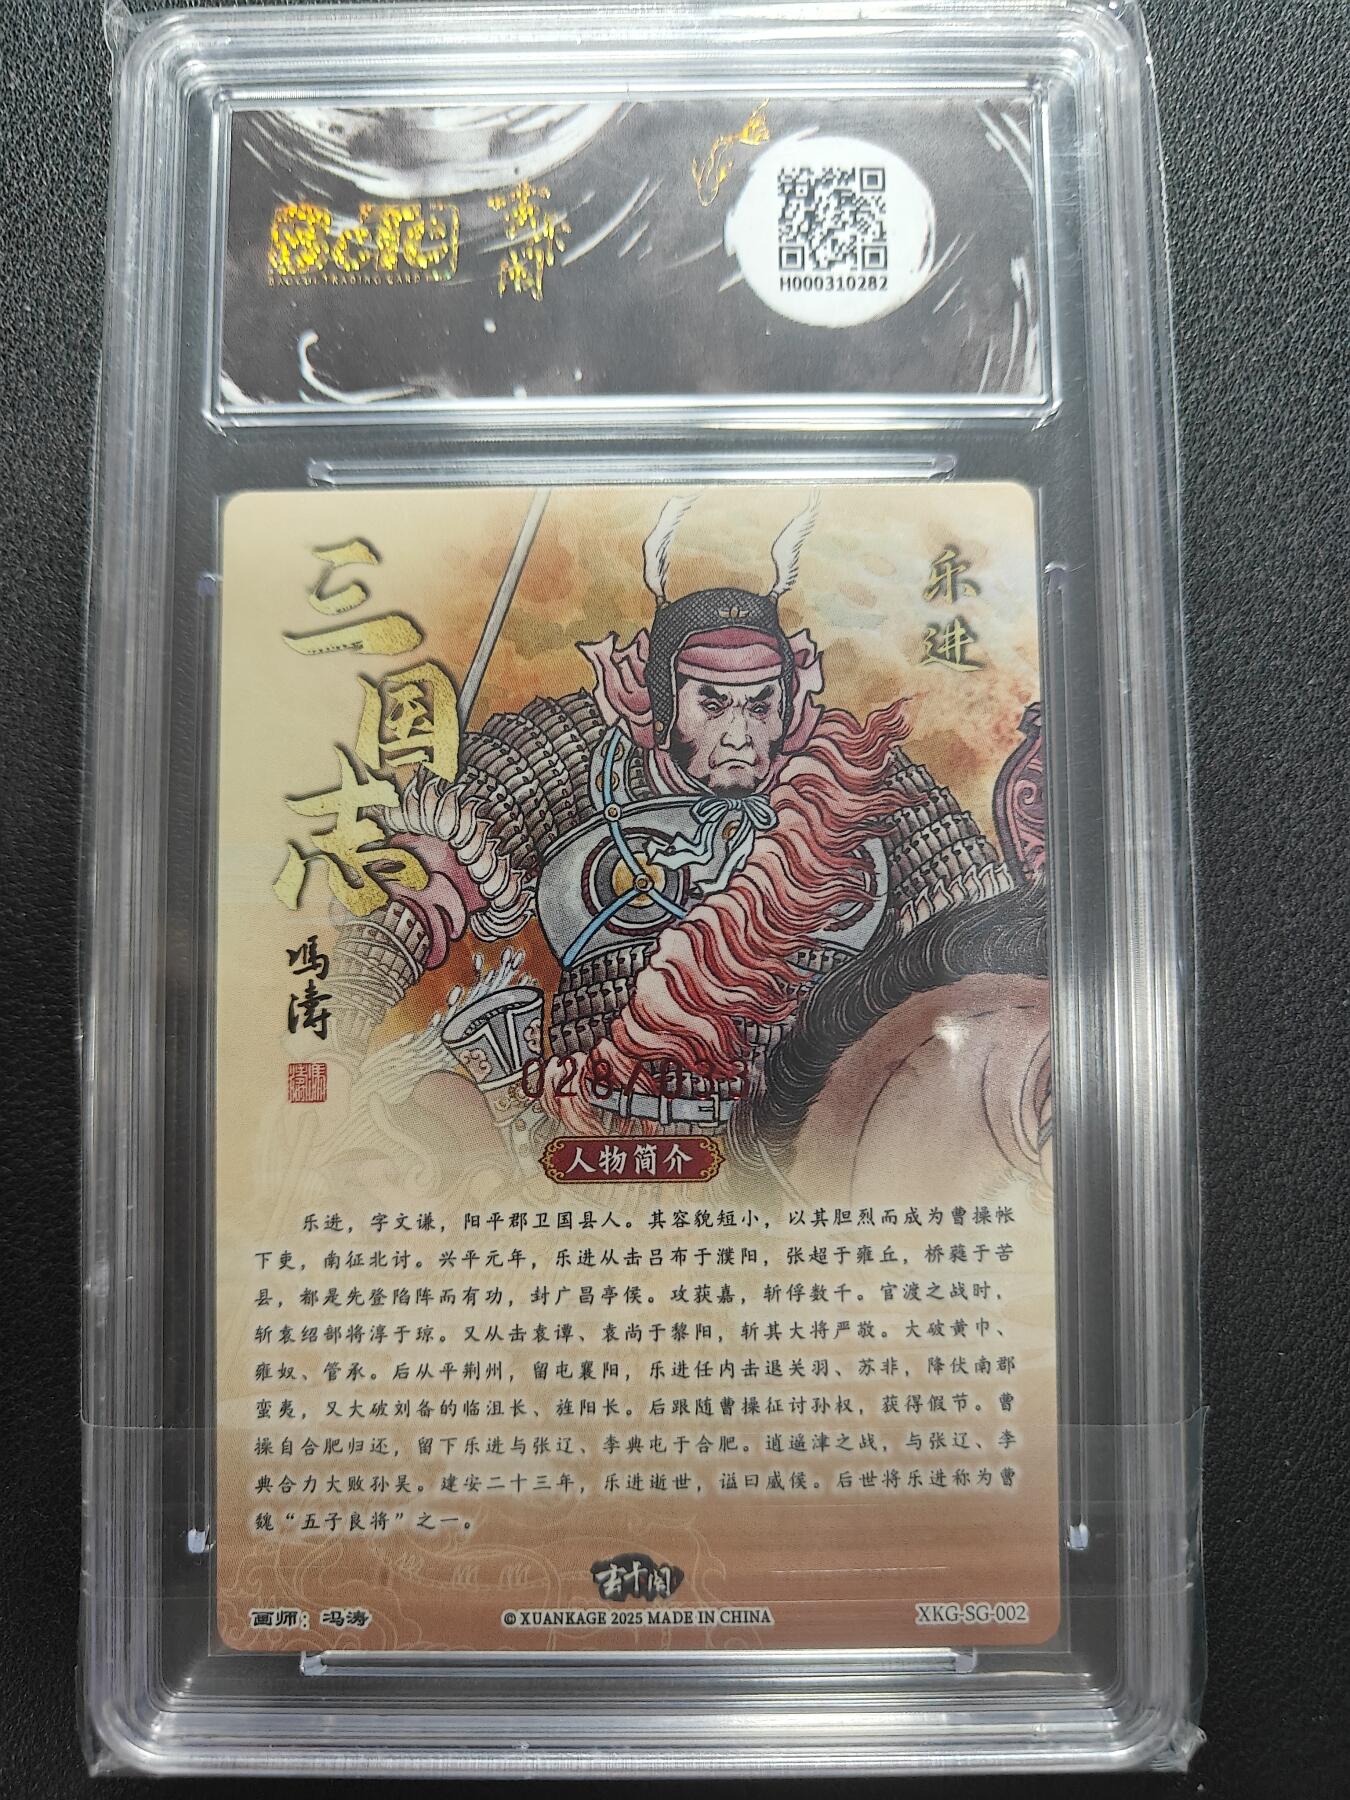 H000310282
三国志
乐进
冯涛
028/033
人物简介
乐进，字文谦，阳平郡卫国县人。其容貌短小，以其胆烈而成为曹操帐
下吏，南征北讨。兴平元年，乐进从击吕布于濮阳，张超于雍丘，桥蕤于苦
县，都是先登陷阵而有功，封广昌亭侯。攻获嘉，斩俘数千。官渡之战时，
斩袁绍部将淳于琼。又从击袁谭、袁尚于黎阳，斩其大将严敬。大破黄巾、
雍奴、管承。后从平荆州，留屯襄阳，乐进任内击退关羽、苏非，降伏南郡
蛮夷，又大破刘备的临沮长、旌阳长。后跟随曹操征讨孙权，获得假节。曹
操自合肥归还，留下乐进与张辽、李典屯于合肥。逍遥津之战，与张辽、李
典合力大败孙吴。建安二十三年，乐进逝世，谥曰威侯。后世将乐进称为曹
魏“五子良将”之一。
玄卡阁
画师：冯涛
© XUANKAGE 2025 MADE IN CHINA
XKG-SG-002